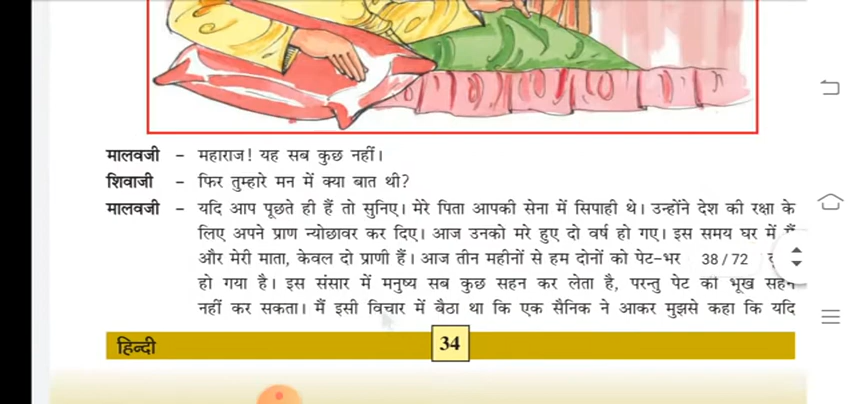 मालवजी – महाराज! यह सब कुछ नहीं।
शिवाजी – फिर तुम्हारे मन में क्या बात थी?
मालवजी – यदि आप पूछते ही हैं तो सुनिए। मेरे पिता आपकी सेना में सिपाही थे। उन्होंने देश की रक्षा के
लिए अपने प्राण न्योछावर कर दिए। आज उनको मरे हुए दो वर्ष हो गए। इस समय घर में मैं
और मेरी माता, केवल दो प्राणी हैं। आज तीन महीनों से हम दोनों को पेट-भर 38/72
हो गया है। इस संसार में मनुष्य सब कुछ सहन कर लेता है, परन्तु पेट की भूख सहन
नहीं कर सकता। मैं इसी विचार में बैठा था कि एक सैनिक ने आकर मुझसे कहा कि यदि
हिन्दी 34